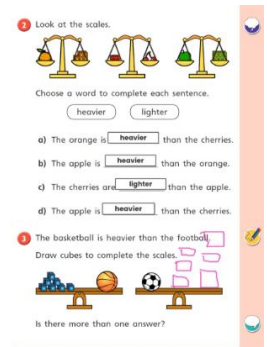 2 Look at the scales.
Choose a word to complete each sentence.
heavier lighter
a) The orange is heavier than the cherries.
b) The apple is heavier than the orange.
c) The cherries are lighter than the apple.
d) The apple is heavier than the cherries.
3 The basketball is heavier than the football.
Draw cubes to complete the scales.
Is there more than one answer?